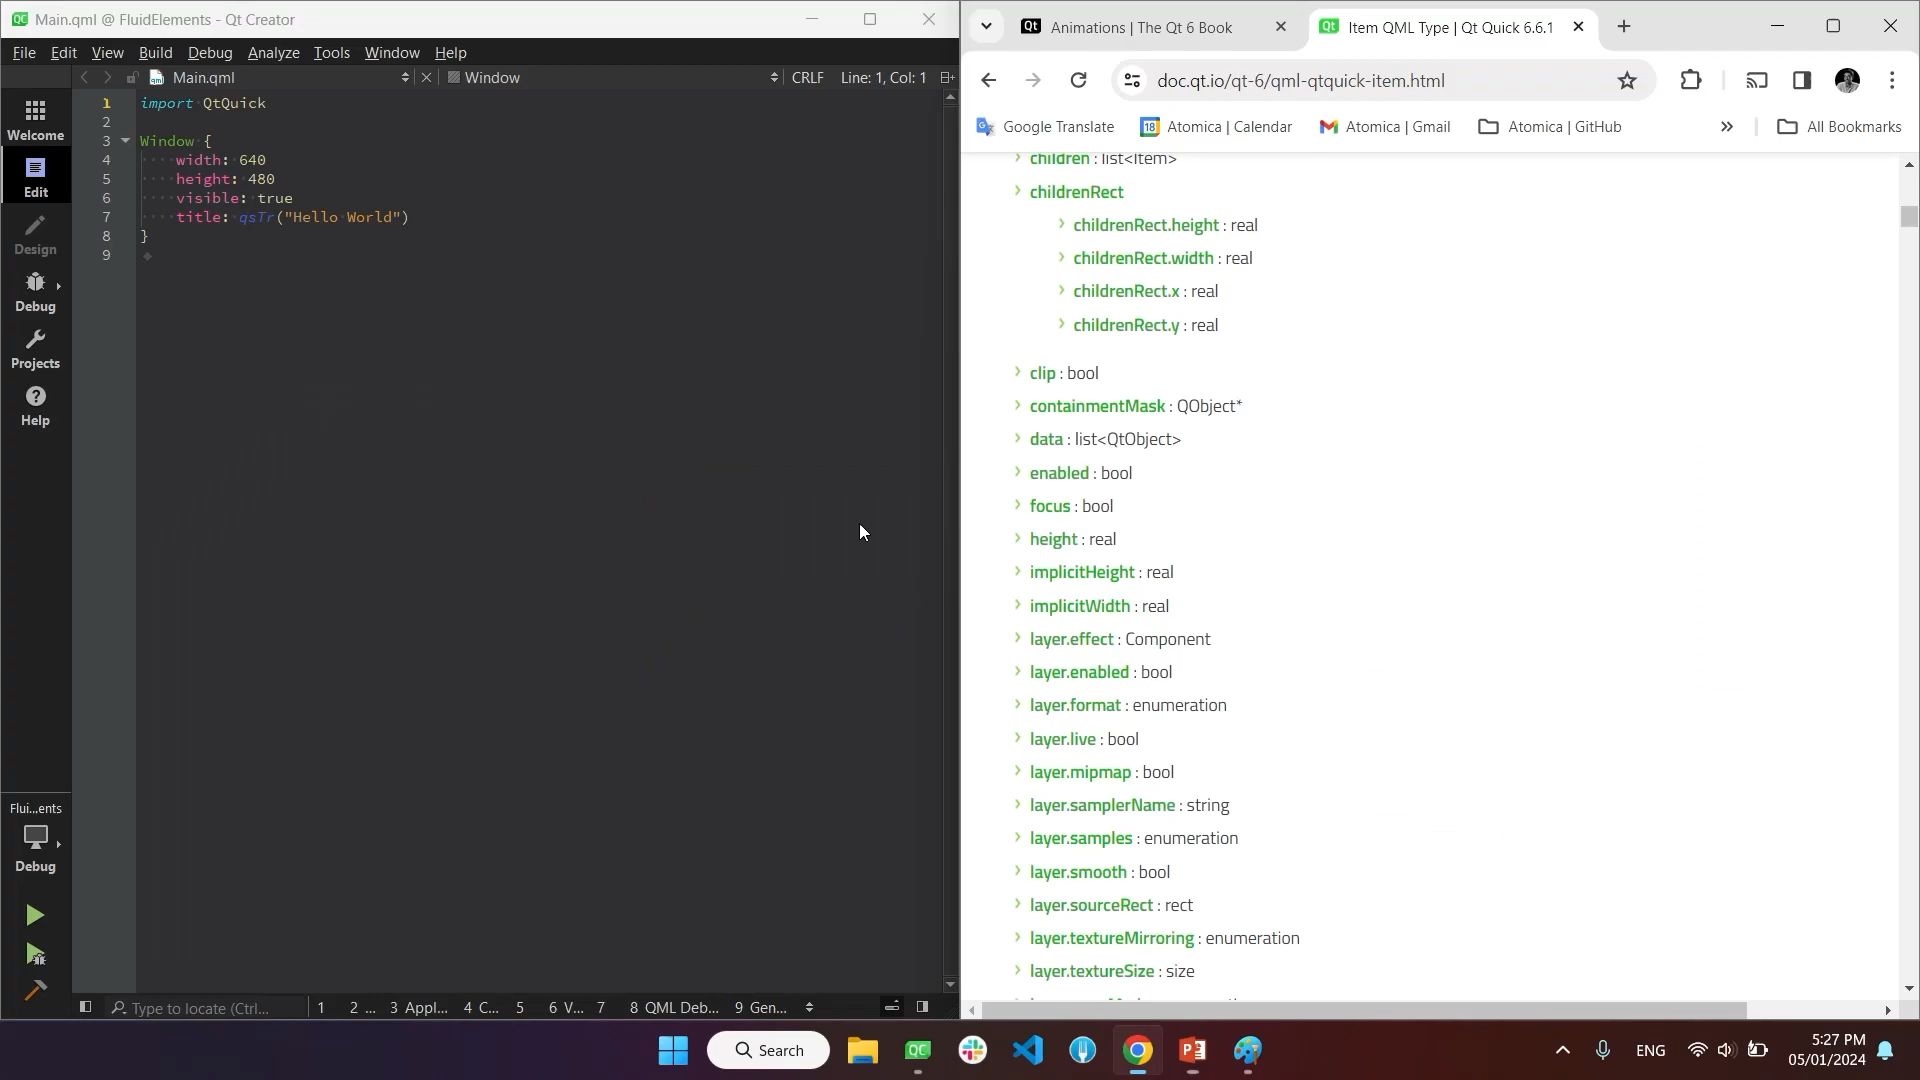 Main.qml @ FluidElements - Qt Creator
File Edit View Build Debug Analyze Tools Window Help
Main.qml Window CRLF Line: 1, Col: 1
Welcome
Edit
Design
Debug
Projects
Help
Flui...ents
Debug
1 import QtQuick
2
3 Window {
4 width: 640
5 height: 480
6 visible: true
7 title: qsTr("Hello World")
8 }
9
Type to locate (Ctrl... 1 2 ... 3 Appl... 4 C... 5 6 V... 7 8 QML Deb... 9 Gen...
Animations | The Qt 6 Book
Item QML Type | Qt Quick 6.6.1
doc.qt.io/qt-6/qml-qtquick-item.html
Google Translate Atomica | Calendar Atomica | Gmail Atomica | GitHub All Bookmarks
children : list<Item>
childrenRect
childrenRect.height : real
childrenRect.width : real
childrenRect.x : real
childrenRect.y : real
clip : bool
containmentMask : QObject*
data : list<QtObject>
enabled : bool
focus : bool
height : real
implicitHeight : real
implicitWidth : real
layer.effect : Component
layer.enabled : bool
layer.format : enumeration
layer.live : bool
layer.mipmap : bool
layer.samplerName : string
layer.samples : enumeration
layer.smooth : bool
layer.sourceRect : rect
layer.textureMirroring : enumeration
layer.textureSize : size
Search
ENG
5:27 PM
05/01/2024